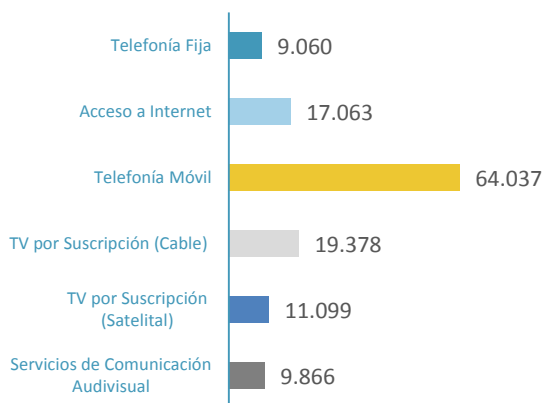 Telefonía Fija
9.060
Acceso a Internet
17.063
Telefonía Móvil
64.037
TV por Suscripción (Cable)
19.378
TV por Suscripción
(Satelital)
11.099
Servicios de Comunicación
Audivisual
9.866